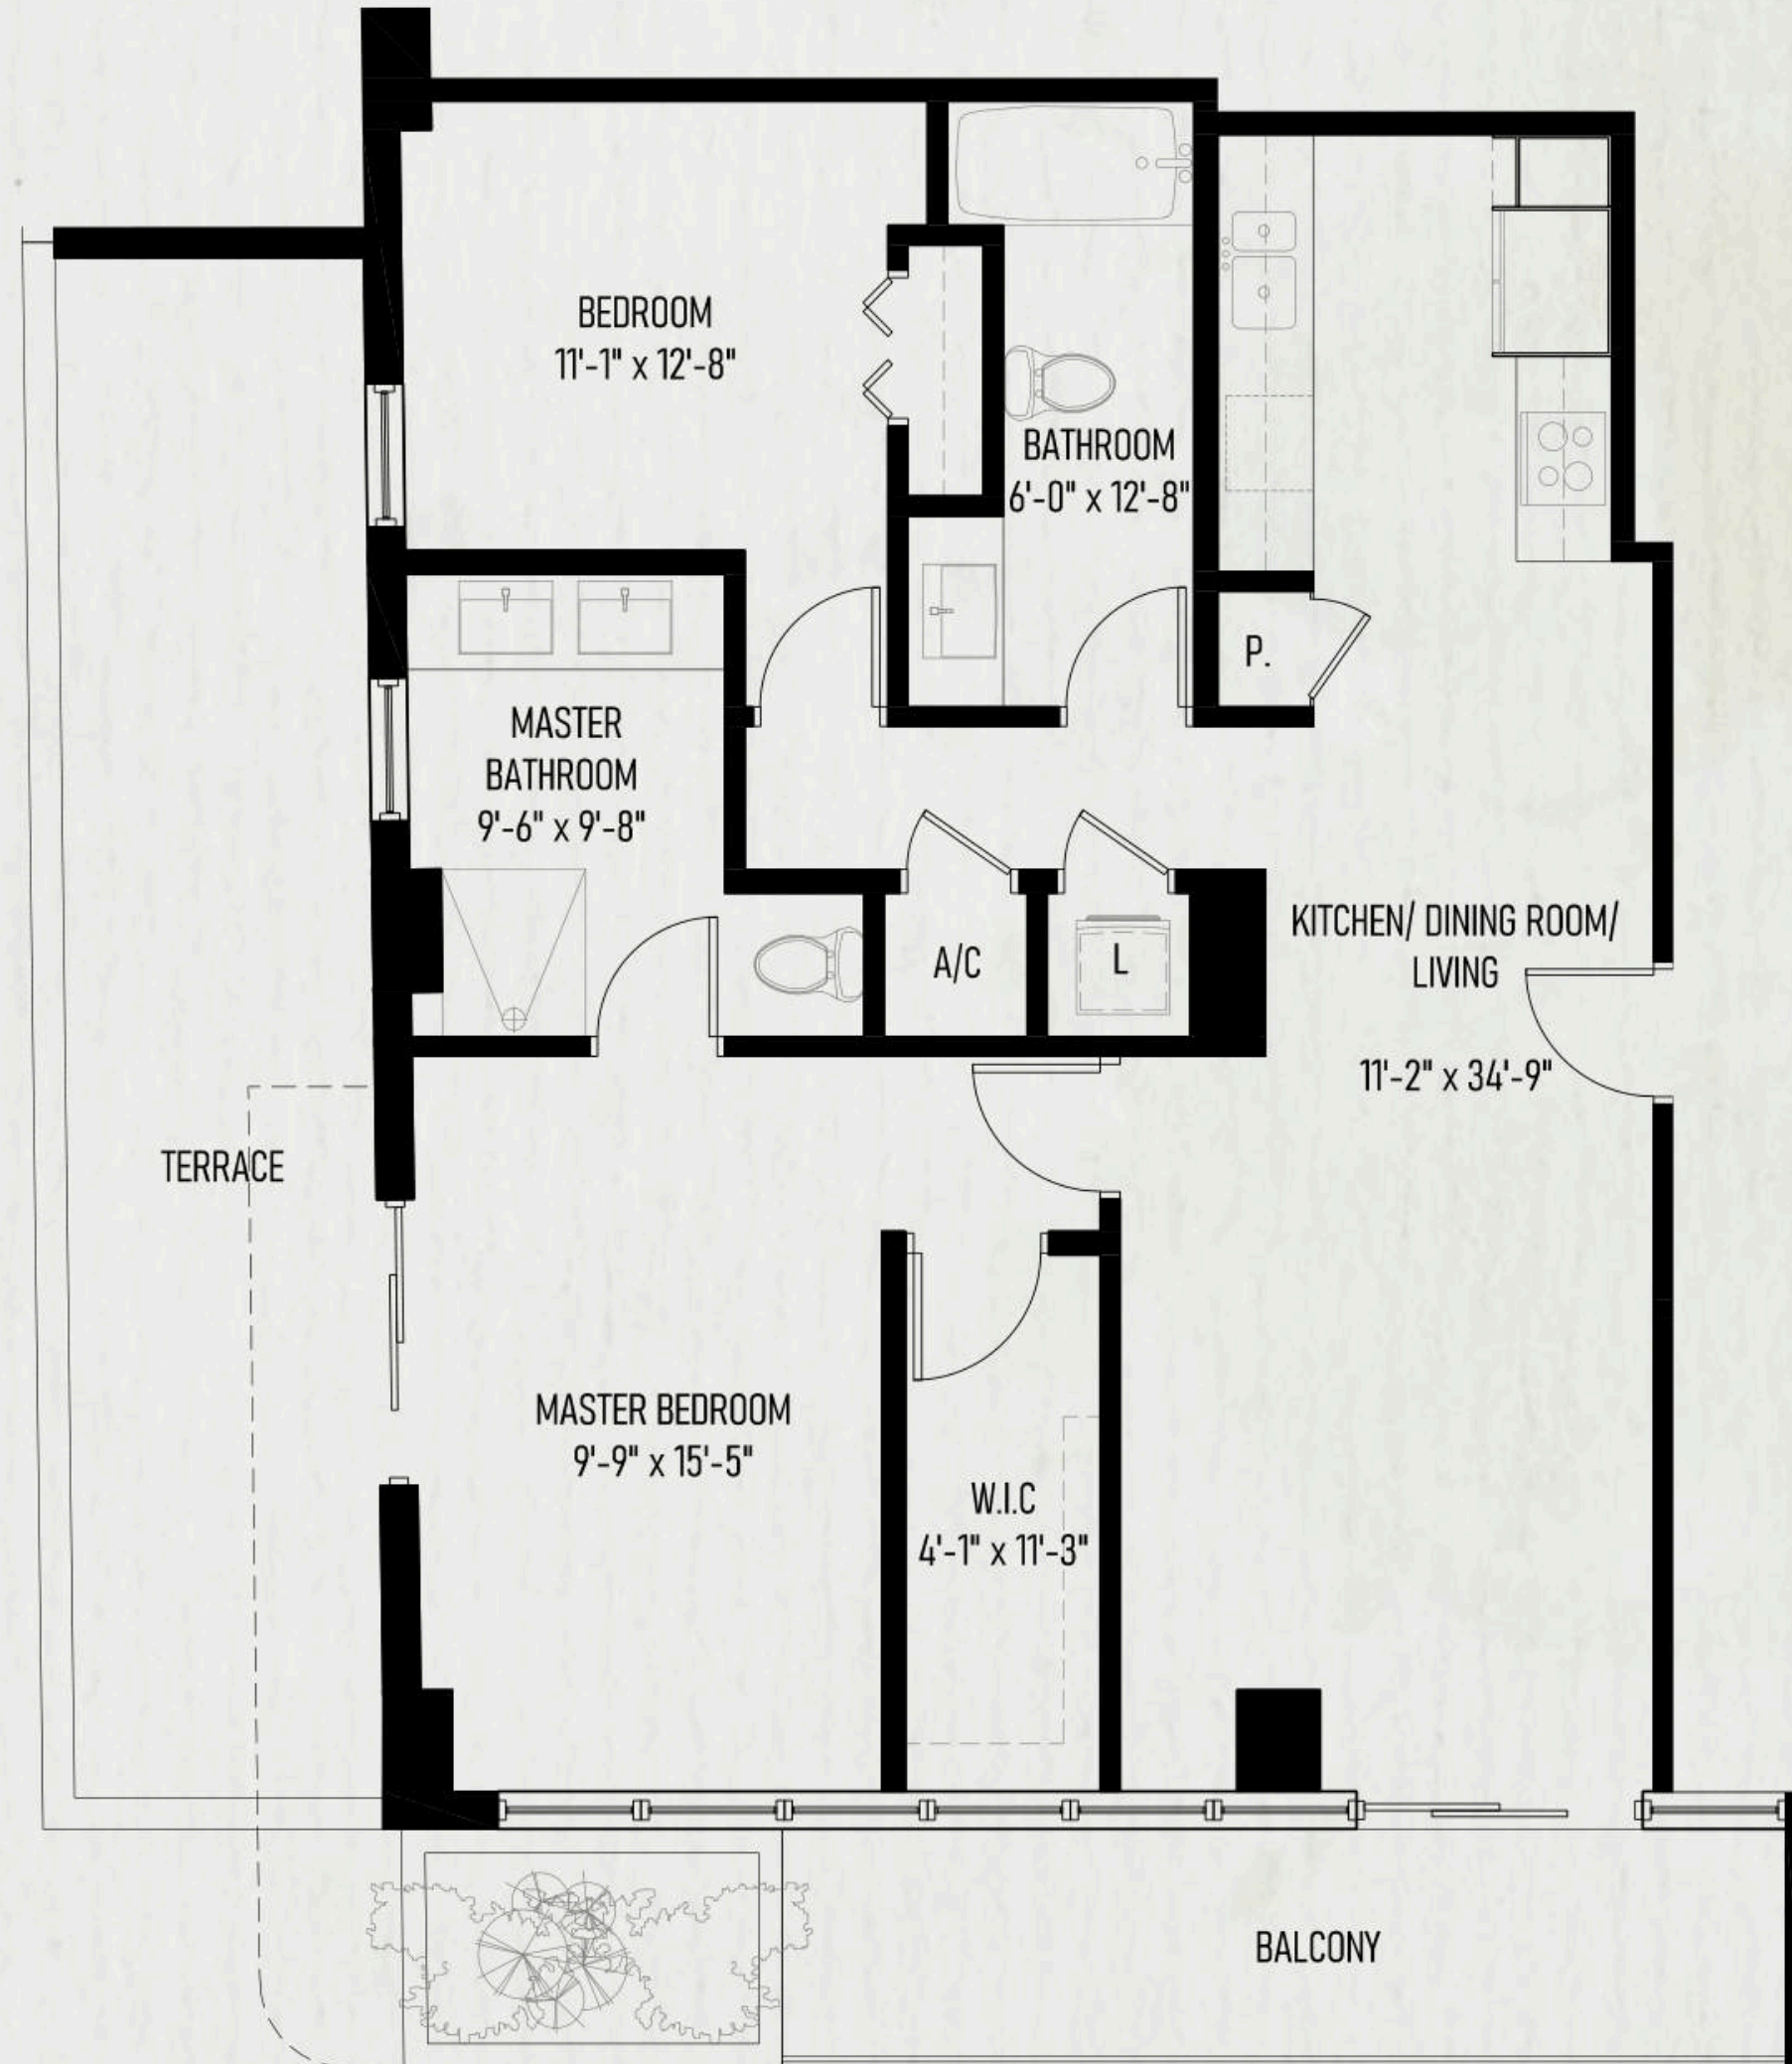 BEDROOM
11'-1" x 12'-8"
BATHROOM
6'-0" x 12'-8"
P.
MASTER
BATHROOM
9'-6" x 9'-8"
A/C
L
KITCHEN/ DINING ROOM/
LIVING
11'-2" x 34'-9"
TERRACE
MASTER BEDROOM
9'-9" x 15'-5"
W.I.C
4'-1" x 11'-3"
BALCONY